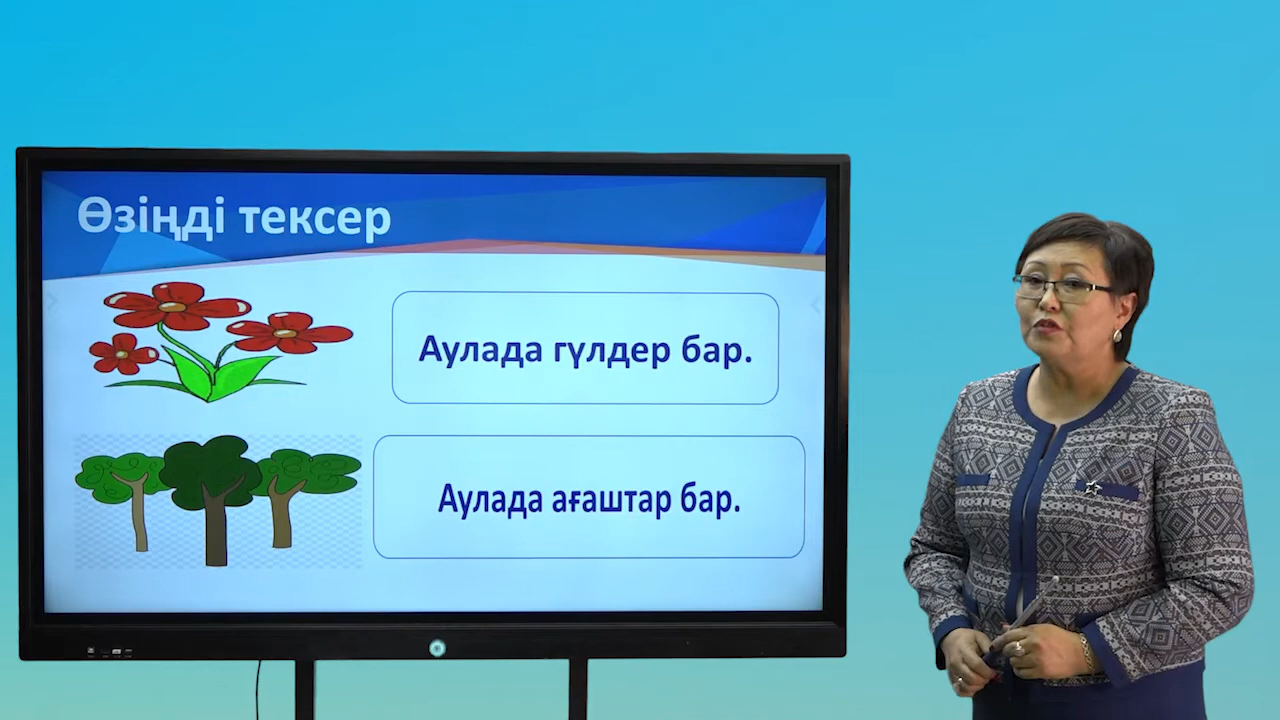 Өзіңді тексер
Аулада гүлдер бар.
Аулада ағаштар бар.